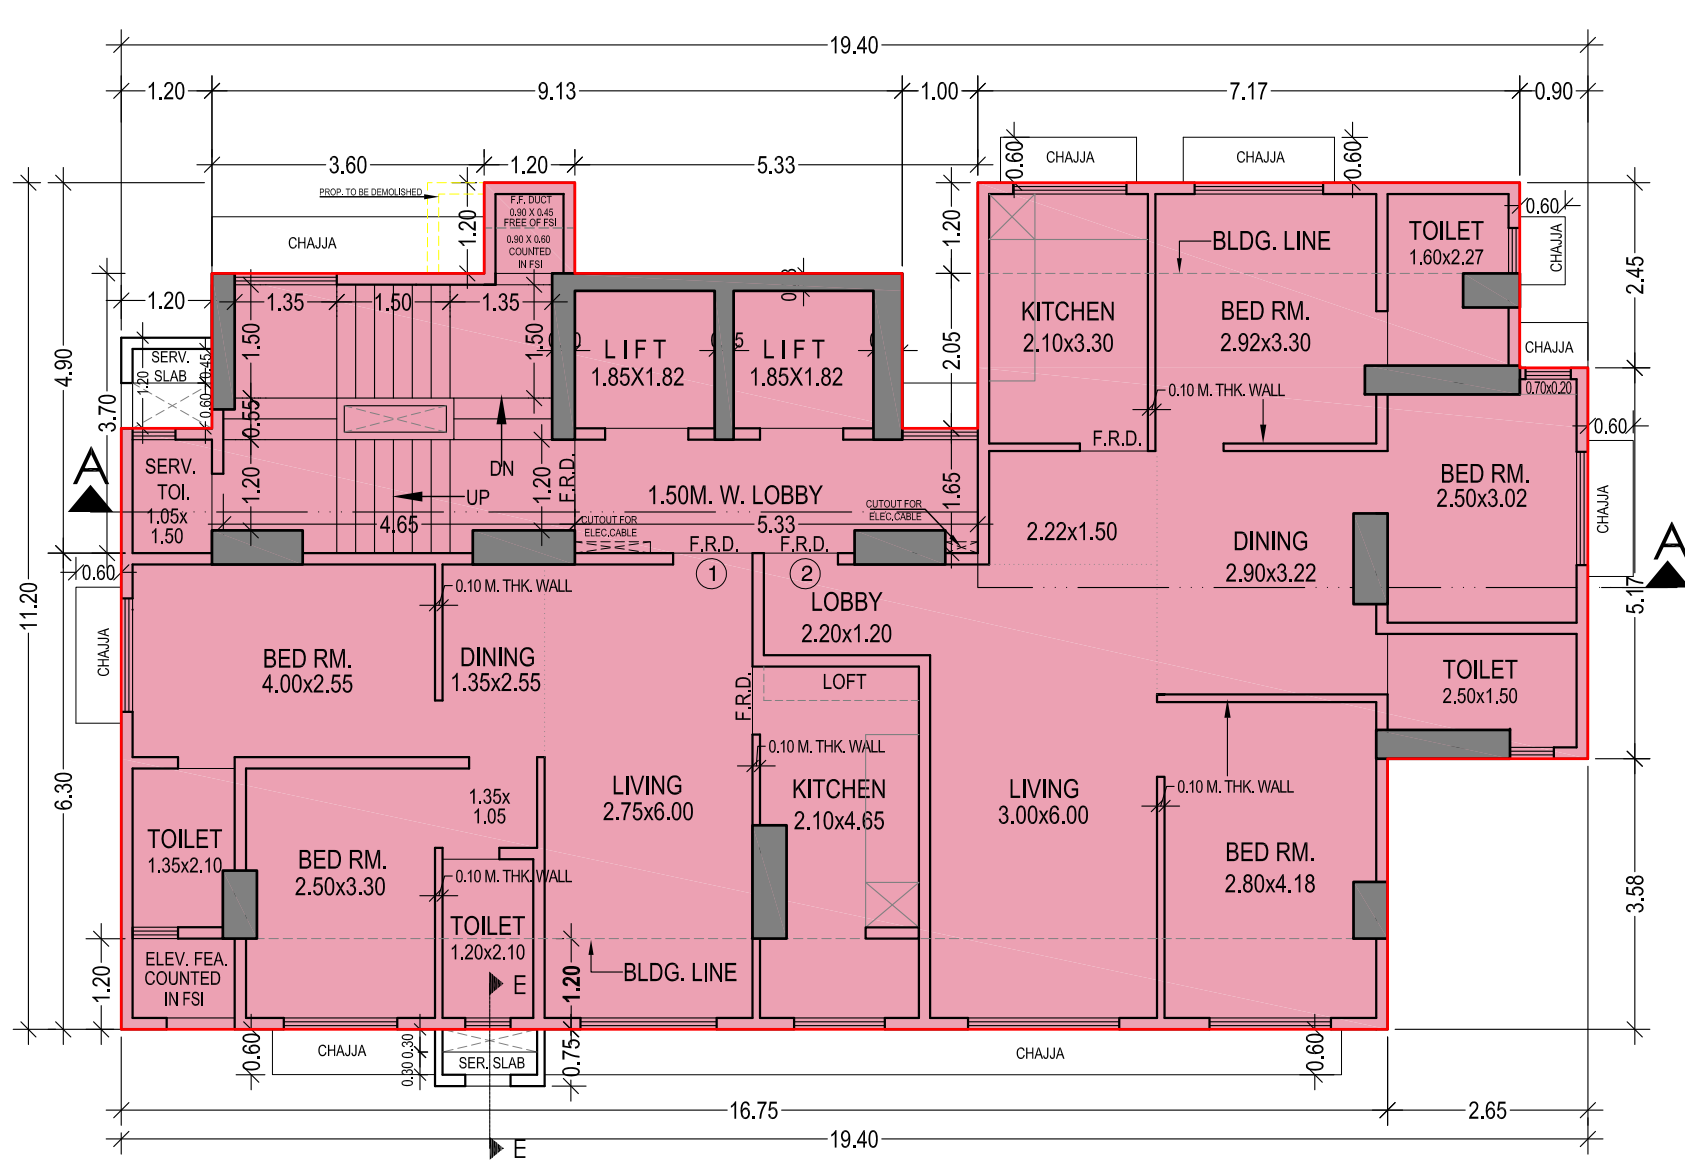 19.40
1.20
9.13
1.00
7.17
0.90
3.60
1.20
5.33
0.60
CHAJJA
CHAJJA
0.60
PROP. TO BE DEMOLISHED
1.20
F.F. DUCT
0.90 X 0.45
FREE OF FSI
0.90 X 0.60
COUNTED
IN FSI
1.20
0.60
CHAJJA
BLDG. LINE
TOILET
1.60x2.27
CHAJJA
2.45
1.20
1.35
1.50
1.35
KITCHEN
2.10x3.30
BED RM.
2.92x3.30
4.90
3.70
1.50
1.50
LIFT
1.85X1.82
LIFT
1.85X1.82
2.05
CHAJJA
SERV.
SLAB
1.20
0.45
0.60
0.55
0.10 M. THK. WALL
0.70x0.20
0.60
F.R.D.
A
SERV.
TOI.
1.05x
1.50
1.20
DN
UP
1.20
F.R.D.
1.50M. W. LOBBY
1.65
CUTOUT FOR
ELEC,CABLE
BED RM.
2.50x3.02
CHAJJA
4.65
CUTOUT FOR
ELEC,CABLE
5.33
2.22x1.50
DINING
2.90x3.22
A
F.R.D.
F.R.D.
1
2
0.60
0.10 M. THK. WALL
LOBBY
2.20x1.20
5.17
11.20
CHAJJA
BED RM.
4.00x2.55
DINING
1.35x2.55
F.R.D.
LOFT
TOILET
2.50x1.50
6.30
0.10 M. THK. WALL
LIVING
2.75x6.00
KITCHEN
2.10x4.65
LIVING
3.00x6.00
0.10 M. THK. WALL
1.35x
1.05
TOILET
1.35x2.10
BED RM.
2.50x3.30
0.10 M. THK. WALL
BED RM.
2.80x4.18
3.58
TOILET
1.20x2.10
ELEV. FEA.
COUNTED
IN FSI
1.20
E
1.20
BLDG. LINE
0.60
CHAJJA
0.30
0.30
SER. SLAB
0.75
CHAJJA
0.60
16.75
2.65
19.40
E